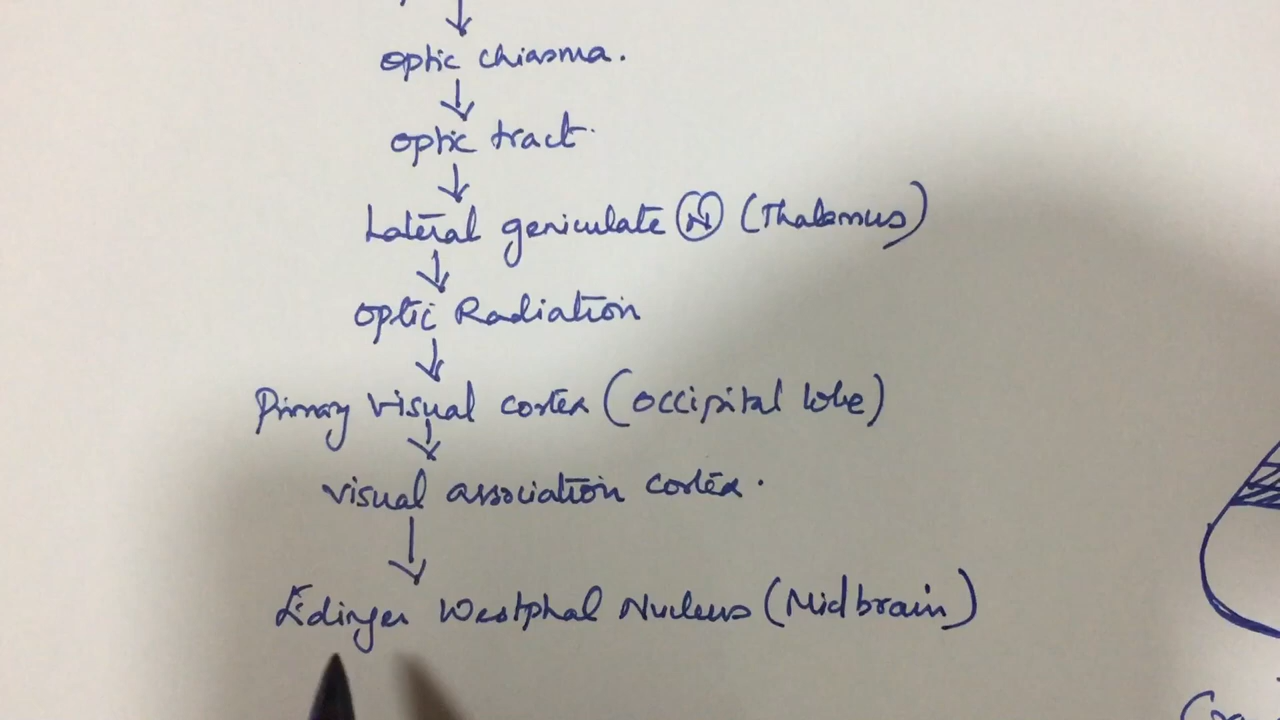 optic chiasma.
↓
optic tract
↓
Lateral geniculate Ⓝ (Thalamus)
↓
optic Radiation
↓
Primary visual cortex (occipital lobe)
↓
visual association cortex.
↓
Edinger Westphal Nucleus (Midbrain)